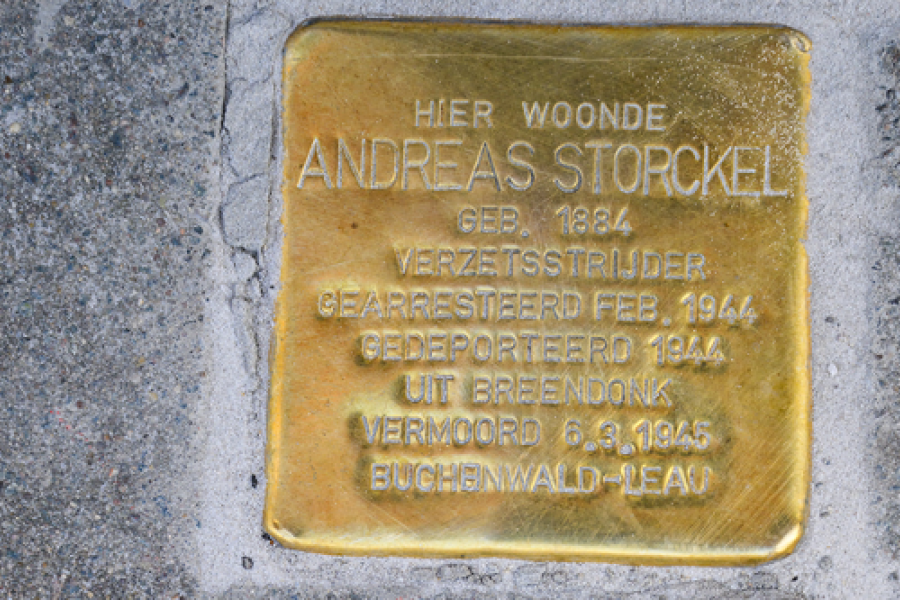 HIER WOONDE
ANDREAS STORCKEL
GEB. 1884
VERZETSSTRIJDER
GEARRESTEERD FEB. 1944
GEDEPORTEERD 1944
UIT BREENDONK
VERMOORD 6.3.1945
BUCHENWALD-LEAU